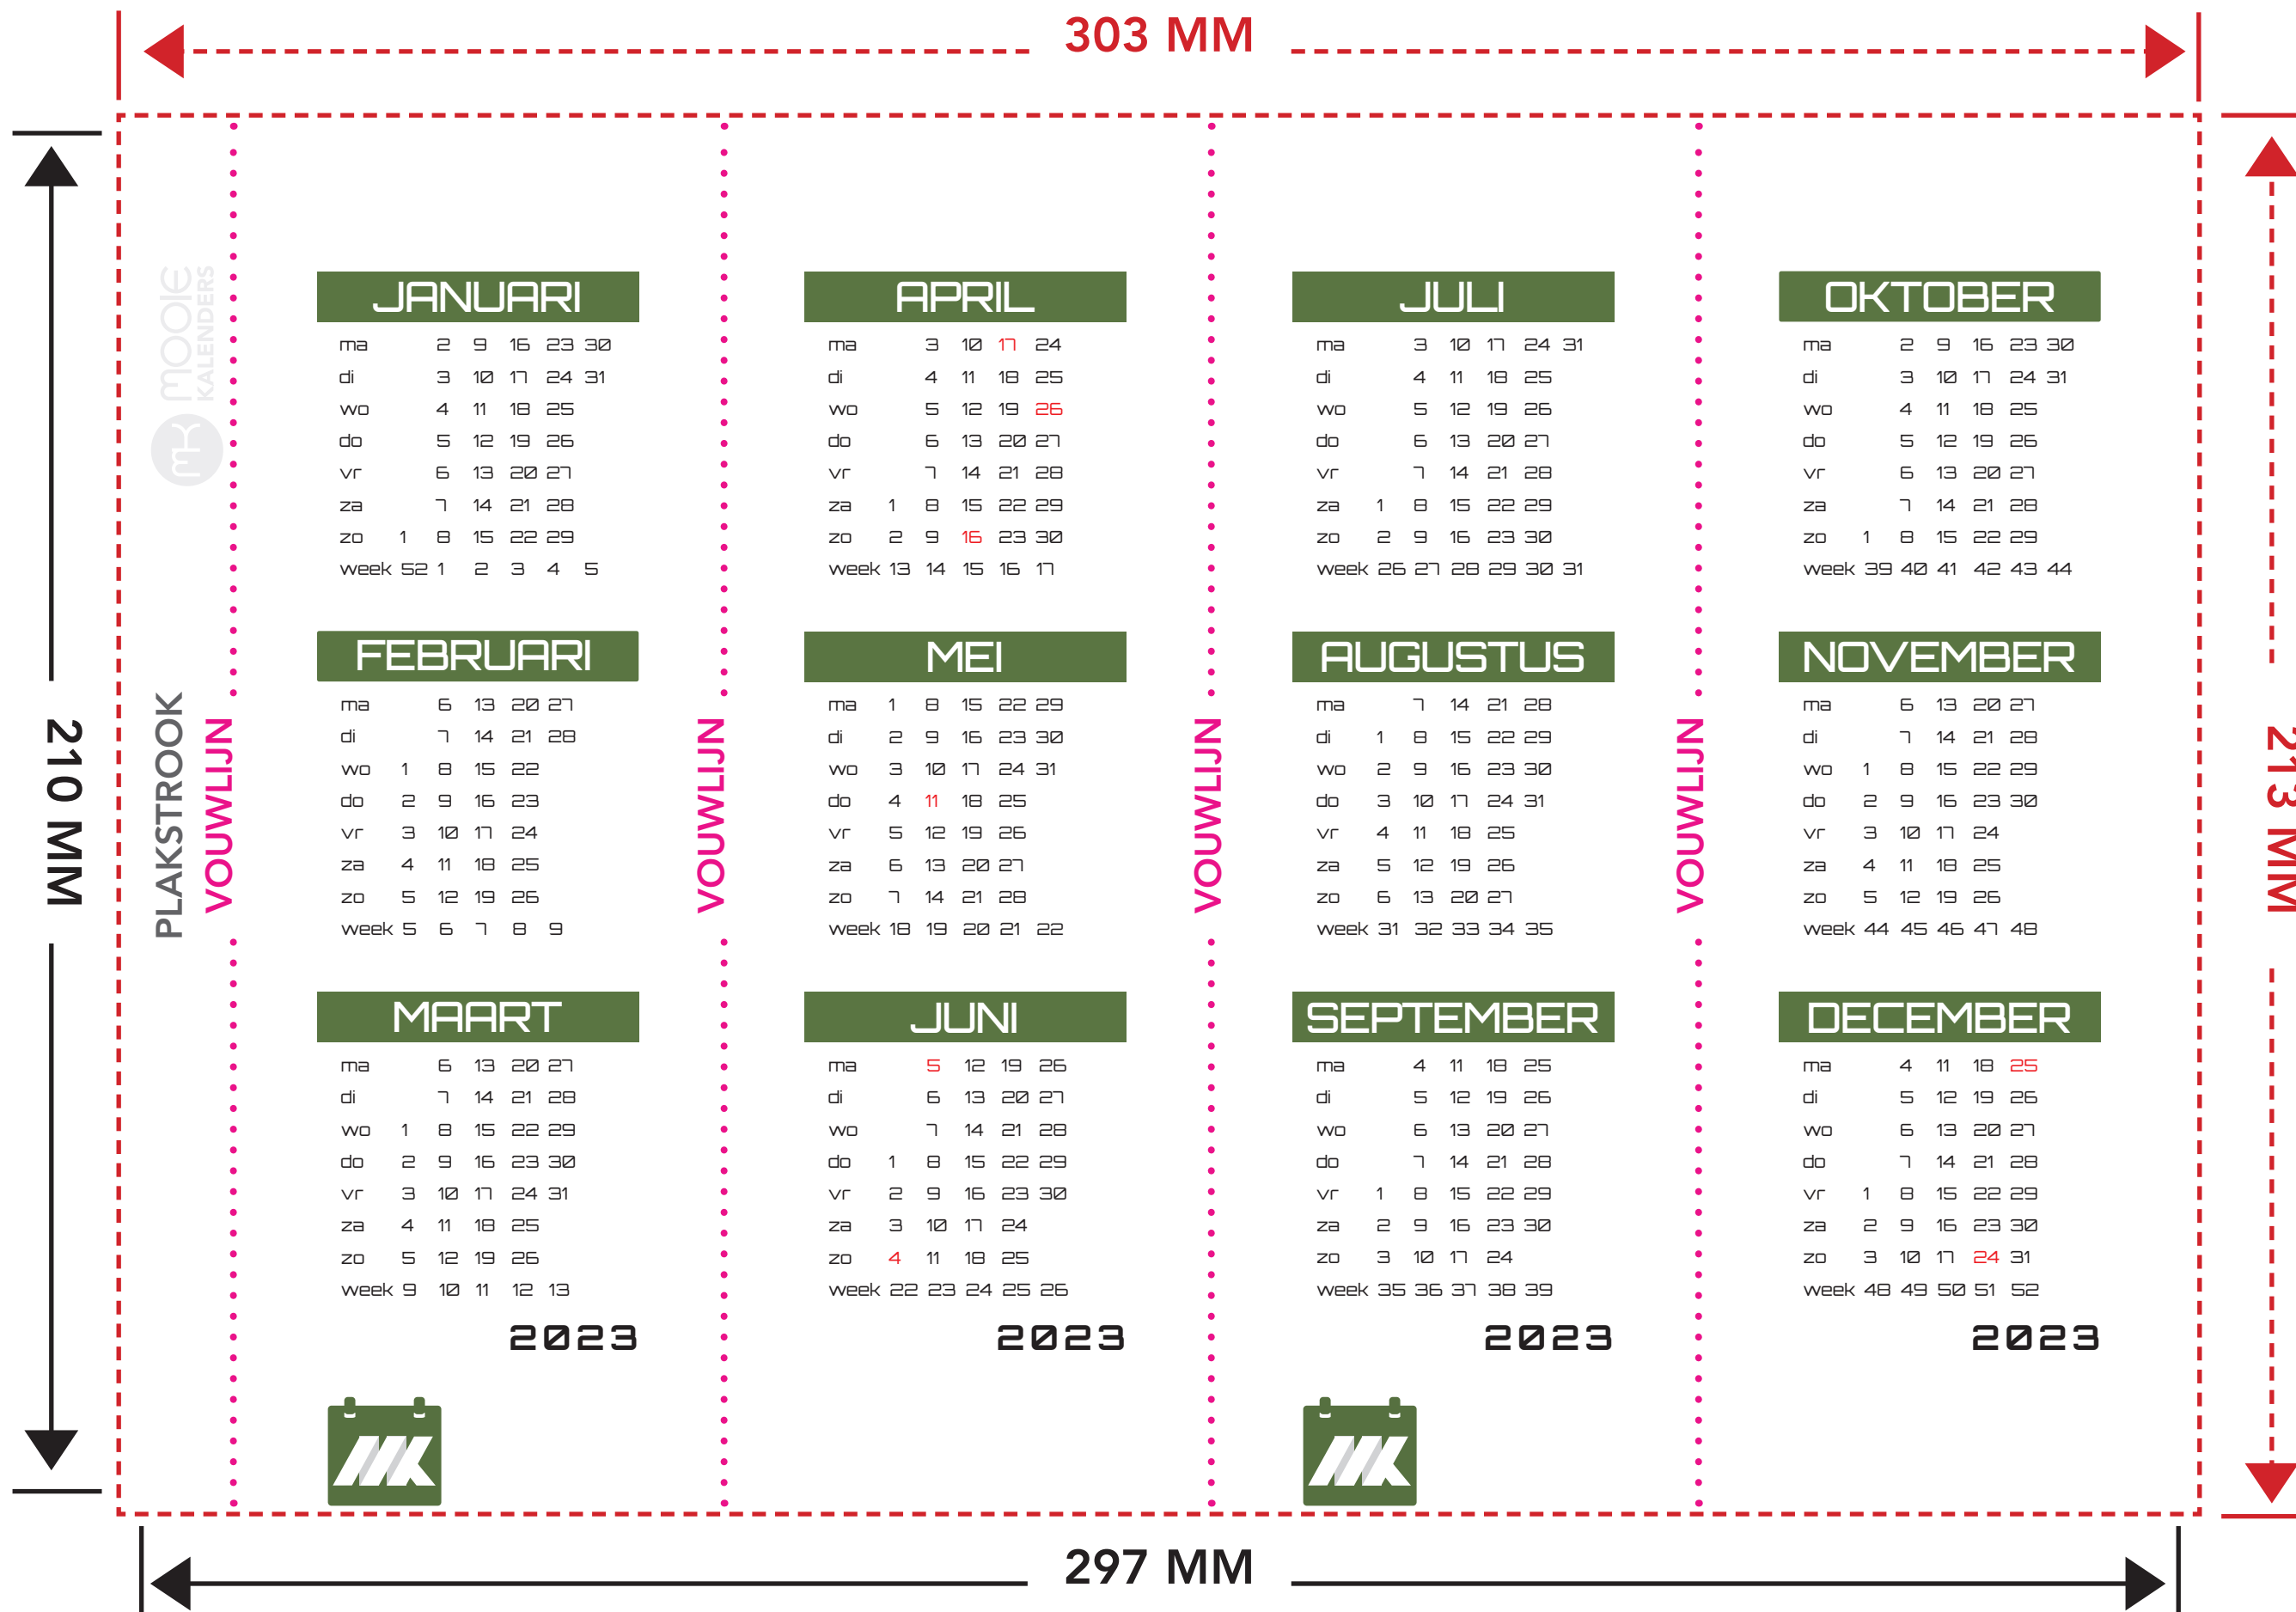 303 MM
210 MM
213 MM
297 MM
mooie
KALENDERS
mk
PLAKSTROOK
VOUWLIJN
VOUWLIJN
VOUWLIJN
VOUWLIJN
JANUARI
ma 2 9 16 23 30
di 3 10 17 24 31
wo 4 11 18 25
do 5 12 19 26
vr 6 13 20 27
za 7 14 21 28
zo 1 8 15 22 29
week 52 1 2 3 4 5
FEBRUARI
ma 6 13 20 27
di 7 14 21 28
wo 1 8 15 22
do 2 9 16 23
vr 3 10 17 24
za 4 11 18 25
zo 5 12 19 26
week 5 6 7 8 9
MAART
ma 6 13 20 27
di 7 14 21 28
wo 1 8 15 22 29
do 2 9 16 23 30
vr 3 10 17 24 31
za 4 11 18 25
zo 5 12 19 26
week 9 10 11 12 13
2023
MK
APRIL
ma 3 10 17 24
di 4 11 18 25
wo 5 12 19 26
do 6 13 20 27
vr 7 14 21 28
za 1 8 15 22 29
zo 2 9 16 23 30
week 13 14 15 16 17
MEI
ma 1 8 15 22 29
di 2 9 16 23 30
wo 3 10 17 24 31
do 4 11 18 25
vr 5 12 19 26
za 6 13 20 27
zo 7 14 21 28
week 18 19 20 21 22
JUNI
ma 5 12 19 26
di 6 13 20 27
wo 7 14 21 28
do 1 8 15 22 29
vr 2 9 16 23 30
za 3 10 17 24
zo 4 11 18 25
week 22 23 24 25 26
2023
JULI
ma 3 10 17 24 31
di 4 11 18 25
wo 5 12 19 26
do 6 13 20 27
vr 7 14 21 28
za 1 8 15 22 29
zo 2 9 16 23 30
week 26 27 28 29 30 31
AUGUSTUS
ma 7 14 21 28
di 1 8 15 22 29
wo 2 9 16 23 30
do 3 10 17 24 31
vr 4 11 18 25
za 5 12 19 26
zo 6 13 20 27
week 31 32 33 34 35
SEPTEMBER
ma 4 11 18 25
di 5 12 19 26
wo 6 13 20 27
do 7 14 21 28
vr 1 8 15 22 29
za 2 9 16 23 30
zo 3 10 17 24
week 35 36 37 38 39
2023
MK
OKTOBER
ma 2 9 16 23 30
di 3 10 17 24 31
wo 4 11 18 25
do 5 12 19 26
vr 6 13 20 27
za 7 14 21 28
zo 1 8 15 22 29
week 39 40 41 42 43 44
NOVEMBER
ma 6 13 20 27
di 7 14 21 28
wo 1 8 15 22 29
do 2 9 16 23 30
vr 3 10 17 24
za 4 11 18 25
zo 5 12 19 26
week 44 45 46 47 48
DECEMBER
ma 4 11 18 25
di 5 12 19 26
wo 6 13 20 27
do 7 14 21 28
vr 1 8 15 22 29
za 2 9 16 23 30
zo 3 10 17 24 31
week 48 49 50 51 52
2023